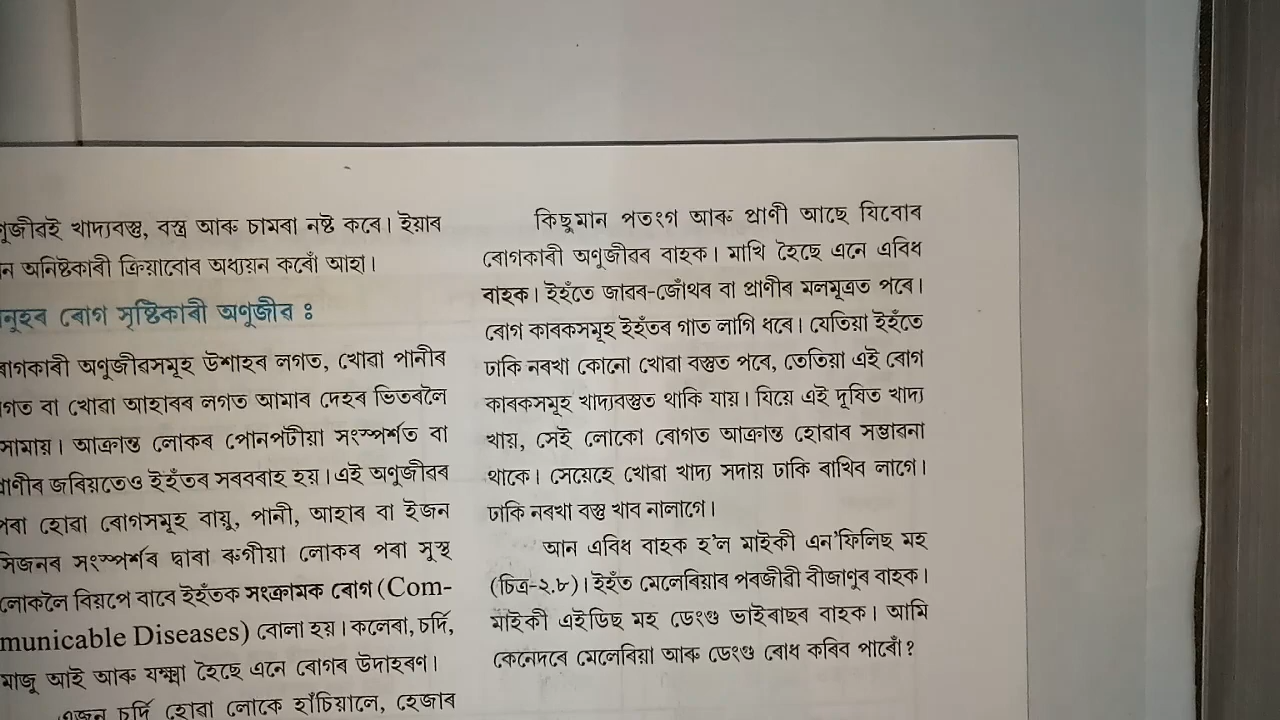 খাদ্যবস্তু, বস্ত্ৰ আৰু চামৰা নষ্ট কৰে। ইয়াৰ
অনিষ্টকাৰী ক্ৰিয়াবোৰ অধ্যয়ন কৰোঁ আহা।
ৰোগ সৃষ্টিকাৰী অণুজীৱ :
অণুজীৱসমূহ উশাহৰ লগত, খোৱা পানীৰ
বা খোৱা আহাৰৰ লগত আমাৰ দেহৰ ভিতৰলৈ
আক্ৰান্ত লোকৰ পোনপটীয়া সংস্পৰ্শত বা
জৰিয়তেও ইহঁতৰ সৰবৰাহ হয়। এই অণুজীৱৰ
হোৱা ৰোগসমূহ বায়ু, পানী, আহাৰ বা ইজন
সংস্পৰ্শৰ দ্বাৰা ৰুগীয়া লোকৰ পৰা সুস্থ
লোকলৈ বিয়পে বাবে ইহঁতক সংক্ৰামক ৰোগ (Com-
municable Diseases) বোলা হয়। কলেৰা, চৰ্দি,
আই আৰু যক্ষ্মা হৈছে এনে ৰোগৰ উদাহৰণ।
এজন চৰ্দি হোৱা লোকে হাঁচিয়ালে, হেজাৰ
কিছুমান পতংগ আৰু প্ৰাণী আছে যিবোৰ
ৰোগকাৰী অণুজীৱৰ বাহক। মাখি হৈছে এনে এবিধ
বাহক। ইহঁতে জাবৰ-জোঁথৰ বা প্ৰাণীৰ মলমূত্ৰত পৰে।
ৰোগ কাৰকসমূহ ইহঁতৰ গাত লাগি ধৰে। যেতিয়া ইহঁতে
ঢাকি নৰখা কোনো খোৱা বস্তুত পৰে, তেতিয়া এই ৰোগ
কাৰকসমূহ খাদ্যবস্তুত থাকি যায়। যিয়ে এই দূষিত খাদ্য
খায়, সেই লোকো ৰোগত আক্ৰান্ত হোৱাৰ সম্ভাৱনা
থাকে। সেয়েহে খোৱা খাদ্য সদায় ঢাকি ৰাখিব লাগে।
ঢাকি নৰখা বস্তু খাব নালাগে।
আন এবিধ বাহক হ'ল মাইকী এন'ফিলিছ মহ
(চিত্ৰ-২.৮)। ইহঁত মেলেৰিয়াৰ পৰজীৱী বীজাণুৰ বাহক।
মাইকী এইডিছ মহ ডেংগু ভাইৰাছৰ বাহক। আমি
কেনেদৰে মেলেৰিয়া আৰু ডেংগু ৰোধ কৰিব পাৰোঁ?